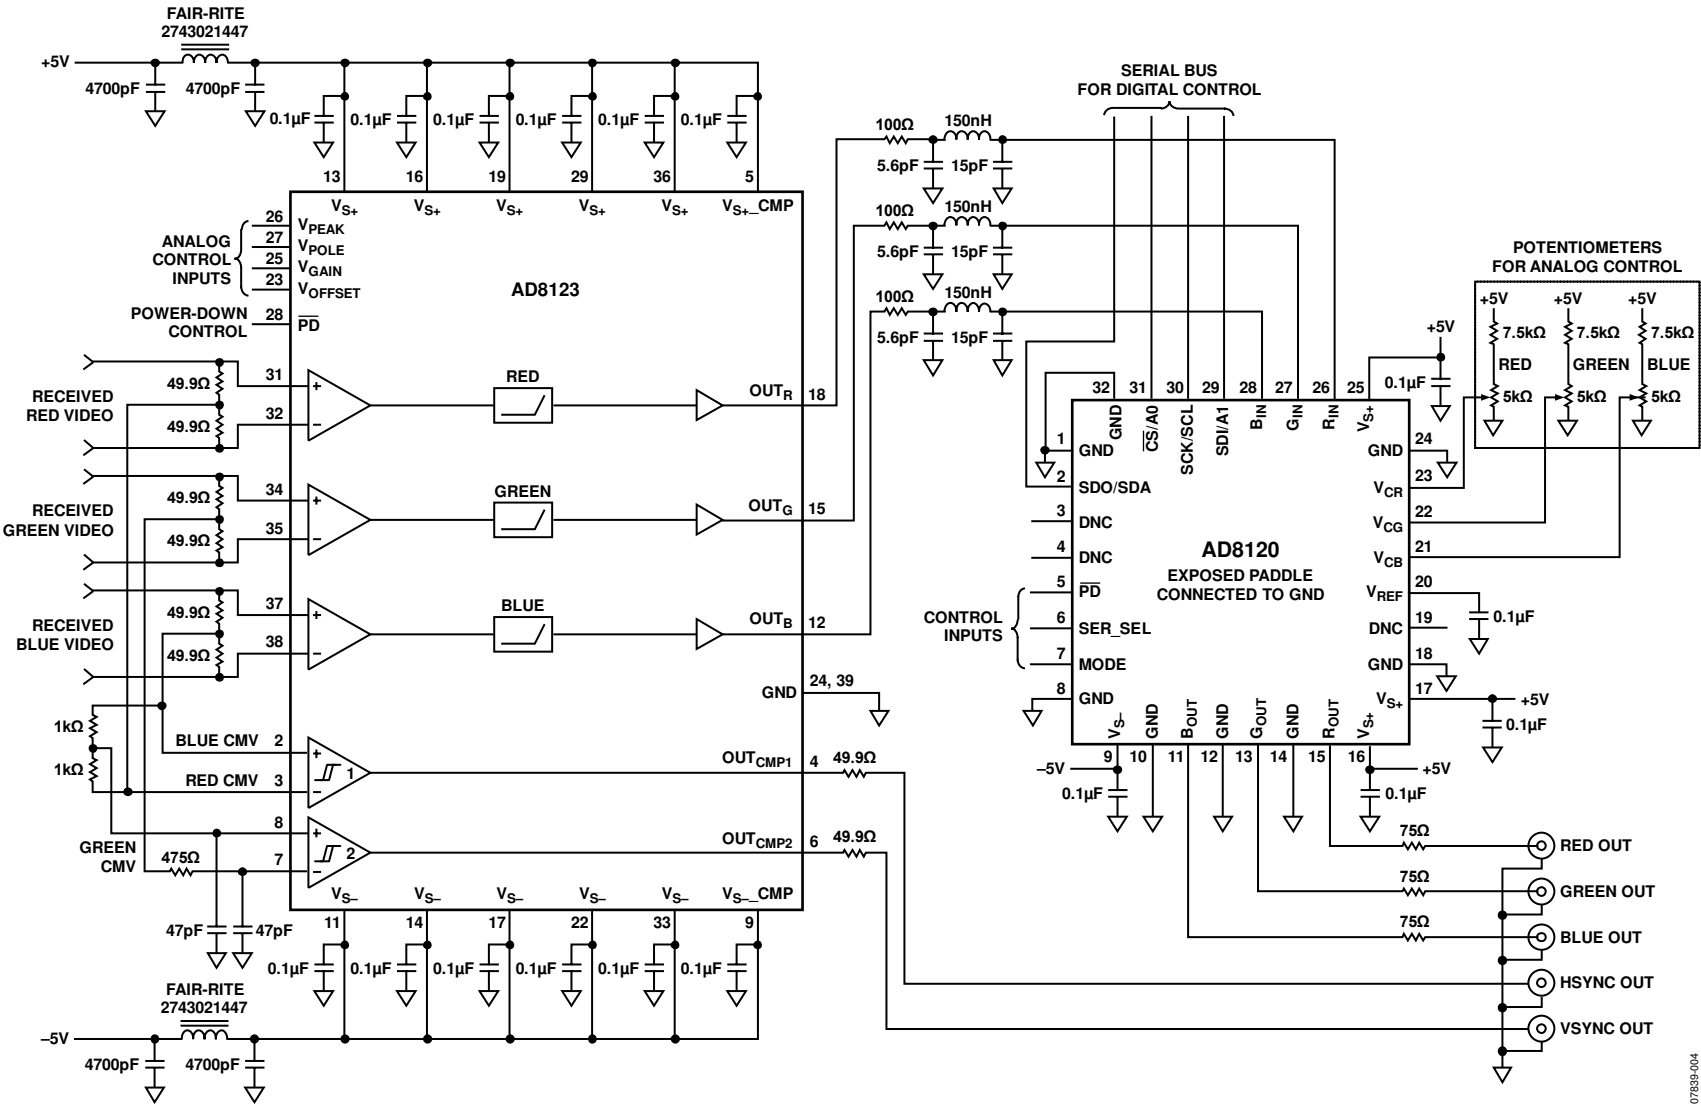 FAIR-RITE
2743021447
+5V
4700pF
4700pF
0.1µF
0.1µF
0.1µF
0.1µF
0.1µF
0.1µF
13
16
19
29
36
5
VS+
VS+
VS+
VS+
VS+
VS+_CMP
ANALOG
CONTROL
INPUTS
26
VPEAK
27
VPOLE
25
VGAIN
23
VOFFSET
POWER-DOWN
CONTROL
28
PD
AD8123
RECEIVED
RED VIDEO
49.9Ω
49.9Ω
31
32
+
–
RED
OUTR
18
RECEIVED
GREEN VIDEO
49.9Ω
49.9Ω
34
35
+
–
GREEN
OUTG
15
RECEIVED
BLUE VIDEO
49.9Ω
49.9Ω
37
38
+
–
BLUE
OUTB
12
GND
24, 39
1kΩ
1kΩ
BLUE CMV
2
RED CMV
3
+
–
1
OUTCMP1
4
49.9Ω
8
GREEN
CMV
475Ω
7
+
–
2
OUTCMP2
6
49.9Ω
47pF
47pF
VS–
VS–
VS–
VS–
VS–
VS–_CMP
11
14
17
22
33
9
0.1µF
0.1µF
0.1µF
0.1µF
0.1µF
0.1µF
FAIR-RITE
2743021447
–5V
4700pF
4700pF
100Ω
150nH
5.6pF
15pF
100Ω
150nH
5.6pF
15pF
100Ω
150nH
5.6pF
15pF
SERIAL BUS
FOR DIGITAL CONTROL
32
31
30
29
28
27
26
25
GND
CS/A0
SCK/SCL
SDI/A1
BIN
GIN
RIN
VS+
+5V
0.1µF
1
GND
2
SDO/SDA
3
DNC
4
DNC
CONTROL
INPUTS
5
PD
6
SER_SEL
7
MODE
8
GND
AD8120
EXPOSED PADDLE
CONNECTED TO GND
24
GND
23
VCR
22
VCG
21
VCB
20
VREF
0.1µF
19
DNC
18
GND
17
VS+
+5V
0.1µF
VS–
GND
BOUT
GND
GOUT
GND
ROUT
VS+
9
10
11
12
13
14
15
16
–5V
0.1µF
+5V
0.1µF
POTENTIOMETERS
FOR ANALOG CONTROL
+5V
+5V
+5V
7.5kΩ
7.5kΩ
7.5kΩ
RED
GREEN
BLUE
5kΩ
5kΩ
5kΩ
75Ω
RED OUT
75Ω
GREEN OUT
75Ω
BLUE OUT
HSYNC OUT
VSYNC OUT
07839-004